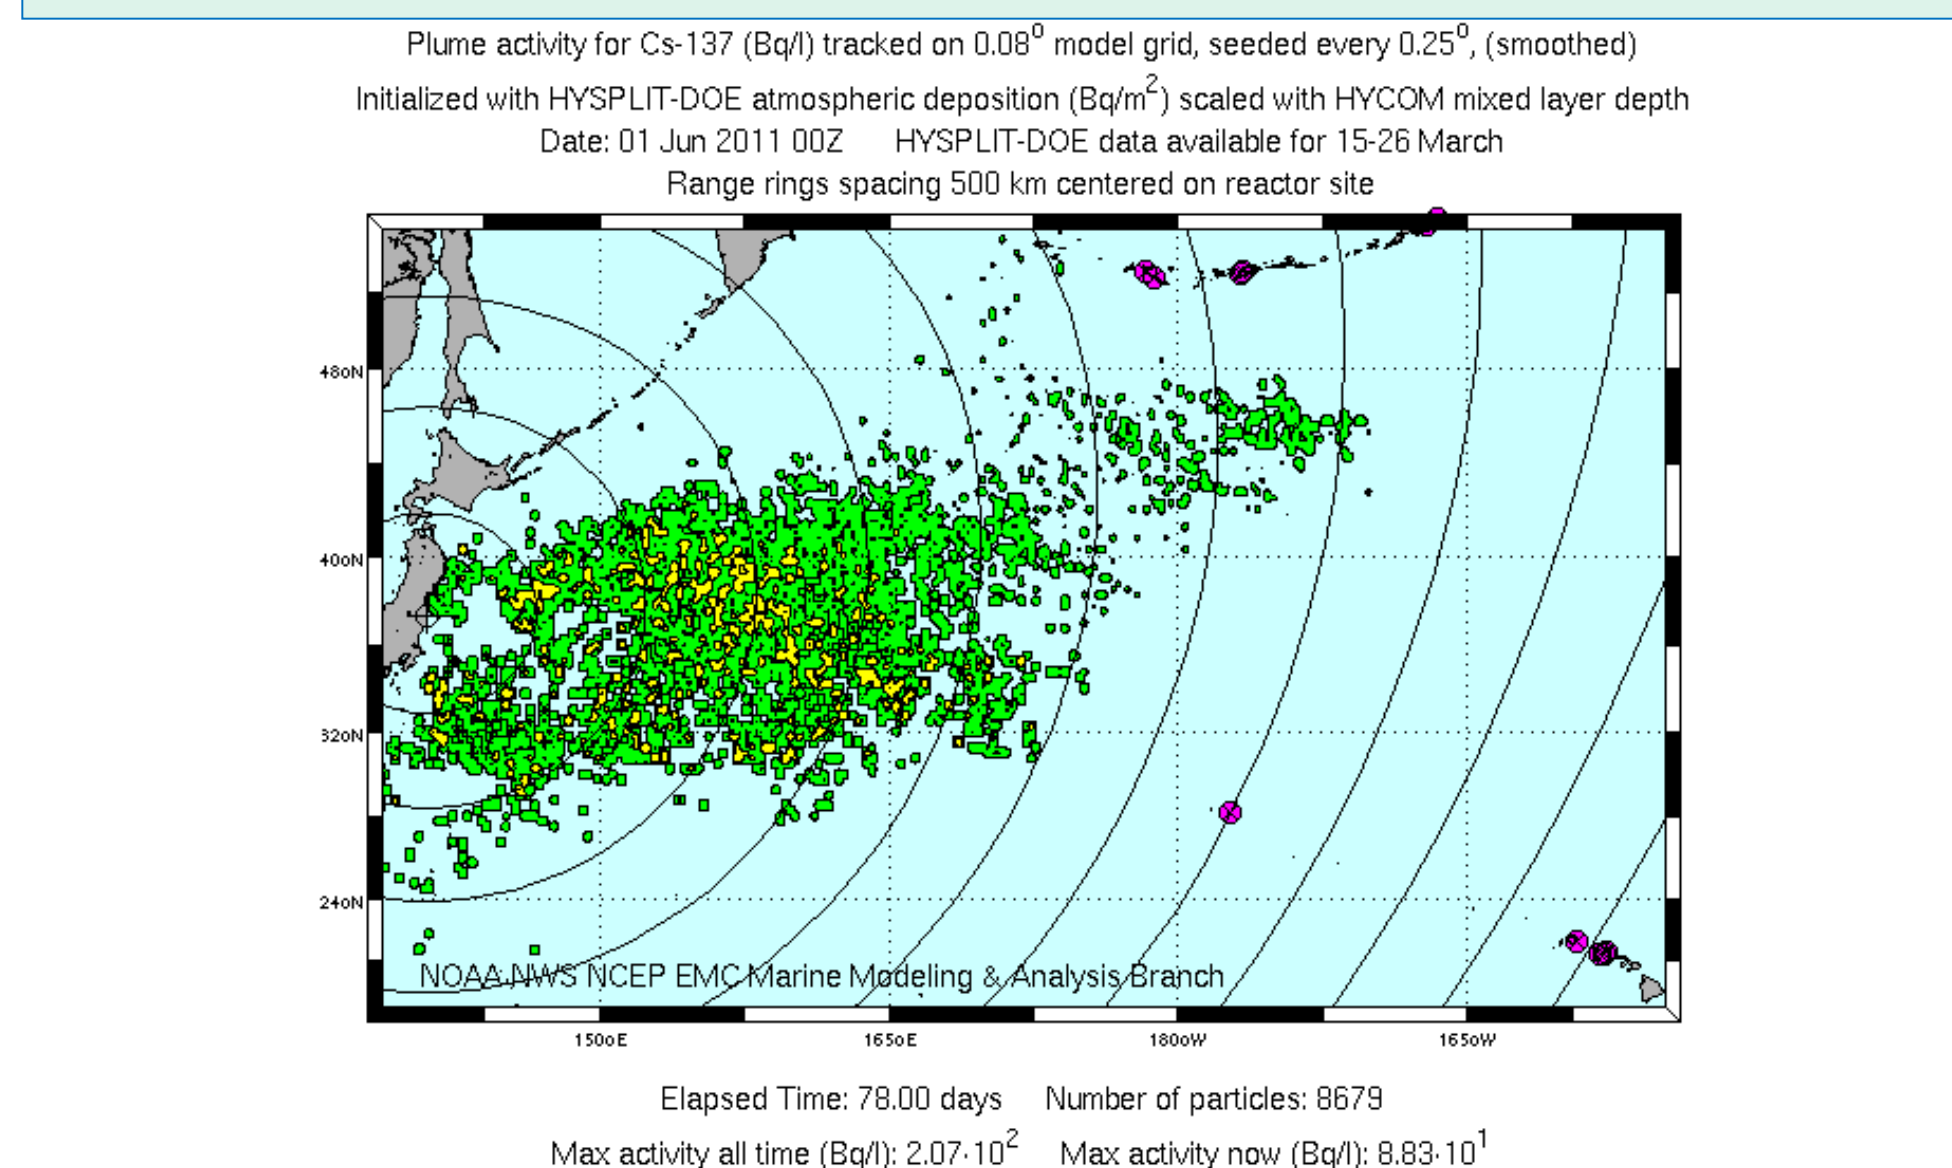 Plume activity for Cs-137 (Bq/l) tracked on 0.08⁰ model grid, seeded every 0.25⁰, (smoothed)
Initialized with HYSPLIT-DOE atmospheric deposition (Bq/m²) scaled with HYCOM mixed layer depth
Date: 01 Jun 2011 00Z HYSPLIT-DOE data available for 15-26 March
Range rings spacing 500 km centered on reactor site
48oN
40oN
32oN
24oN
NOAA NWS NCEP EMC Marine Modeling & Analysis Branch
150oE 165oE 180oW 165oW
Elapsed Time: 78.00 days Number of particles: 8679
Max activity all time (Bq/l): 2.07·10² Max activity now (Bq/l): 8.83·10¹